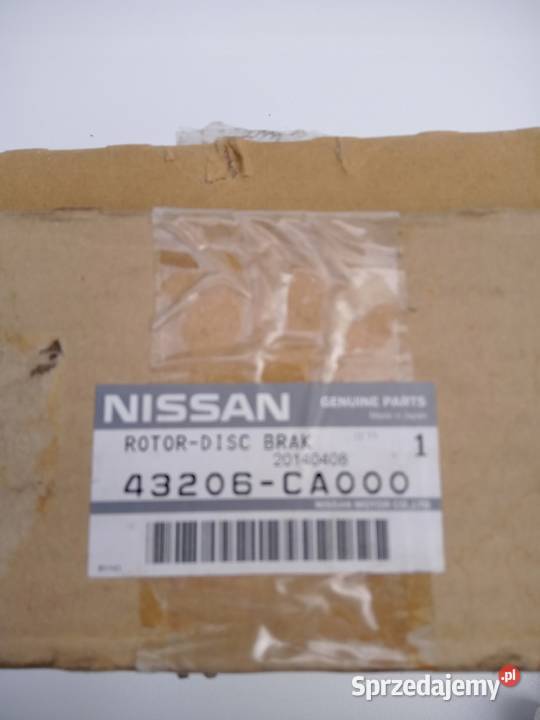 NISSAN
GENUINE PARTS
Made in Japan
ROTOR-DISC BRAK
1
20140408
43206-CA000
NISSAN MOTOR CO.,LTD
Sprzedajemy.pl